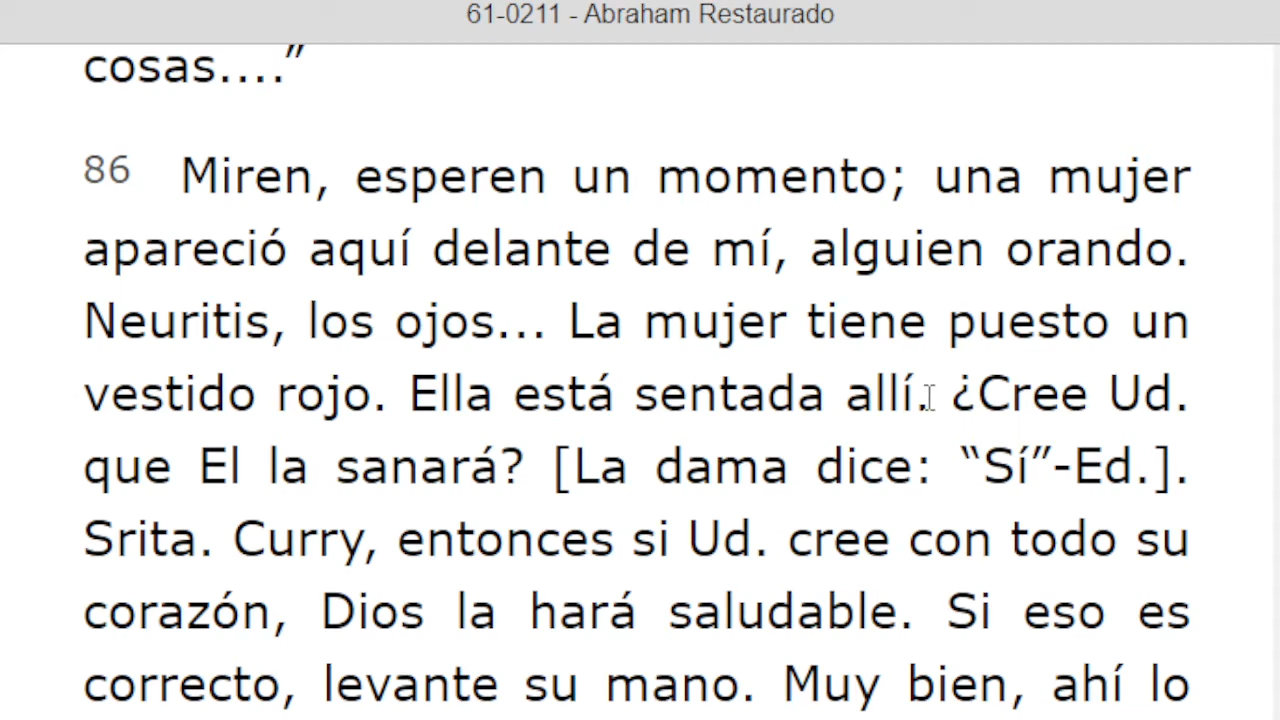 61-0211 - Abraham Restaurado
cosas....”
86 Miren, esperen un momento; una mujer
apareció aquí delante de mí, alguien orando.
Neuritis, los ojos... La mujer tiene puesto un
vestido rojo. Ella está sentada allí. ¿Cree Ud.
que El la sanará? [La dama dice: “Sí”-Ed.].
Srita. Curry, entonces si Ud. cree con todo su
corazón, Dios la hará saludable. Si eso es
correcto, levante su mano. Muy bien, ahí lo